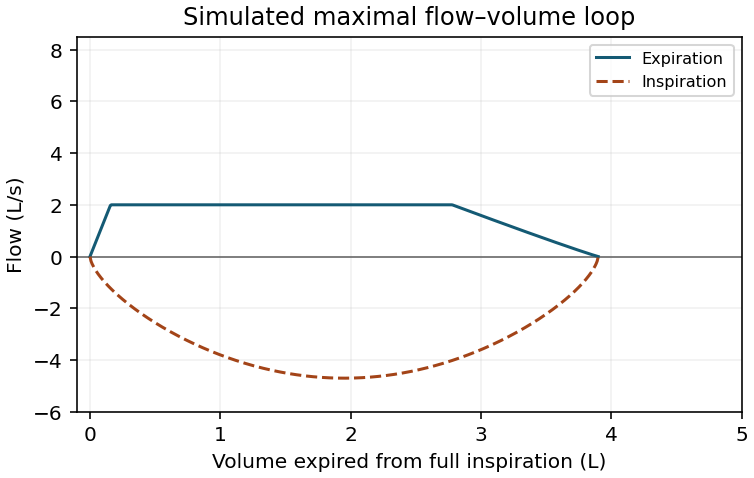 Simulated maximal flow–volume loop
Expiration
Inspiration
Flow (L/s)
8
6
4
2
0
−2
−4
−6
0 1 2 3 4 5
Volume expired from full inspiration (L)